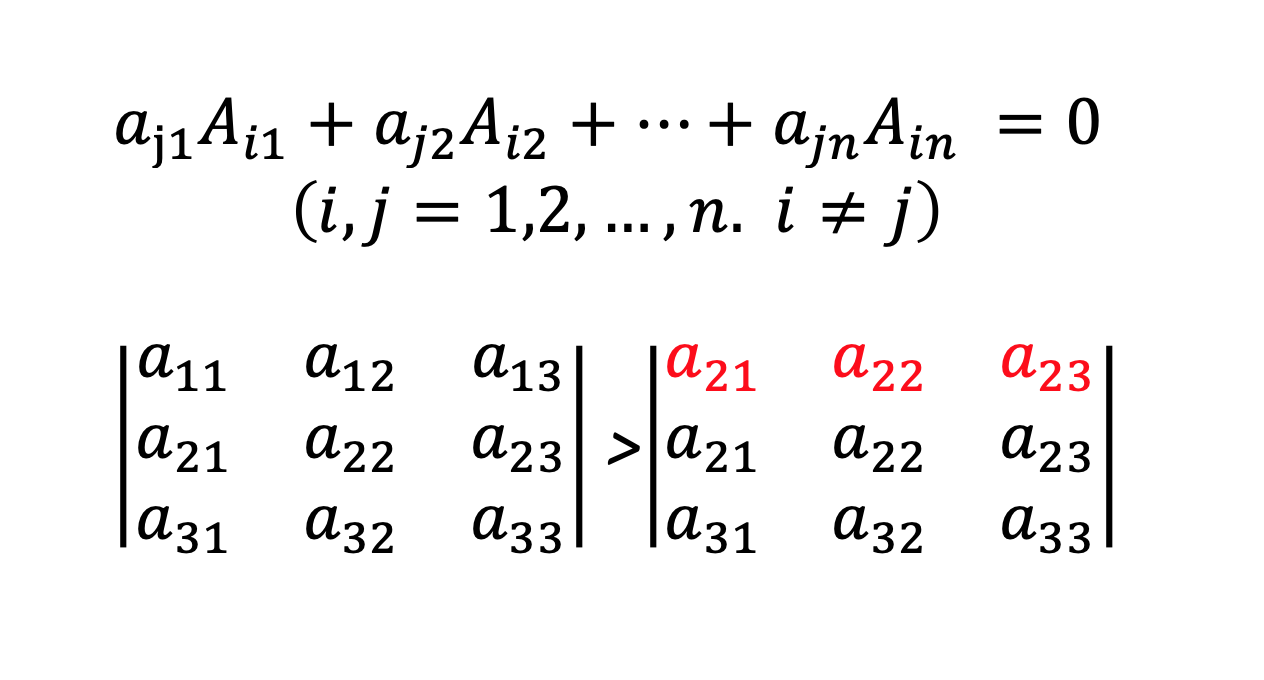 a_{j1}A_{i1} + a_{j2}A_{i2} + ⋯ + a_{jn}A_{in} = 0
(i, j = 1,2, … , n. i ≠ j)
|a_{11} a_{12} a_{13}| |a_{21} a_{22} a_{23}|
|a_{21} a_{22} a_{23}| > |a_{21} a_{22} a_{23}|
|a_{31} a_{32} a_{33}| |a_{31} a_{32} a_{33}|